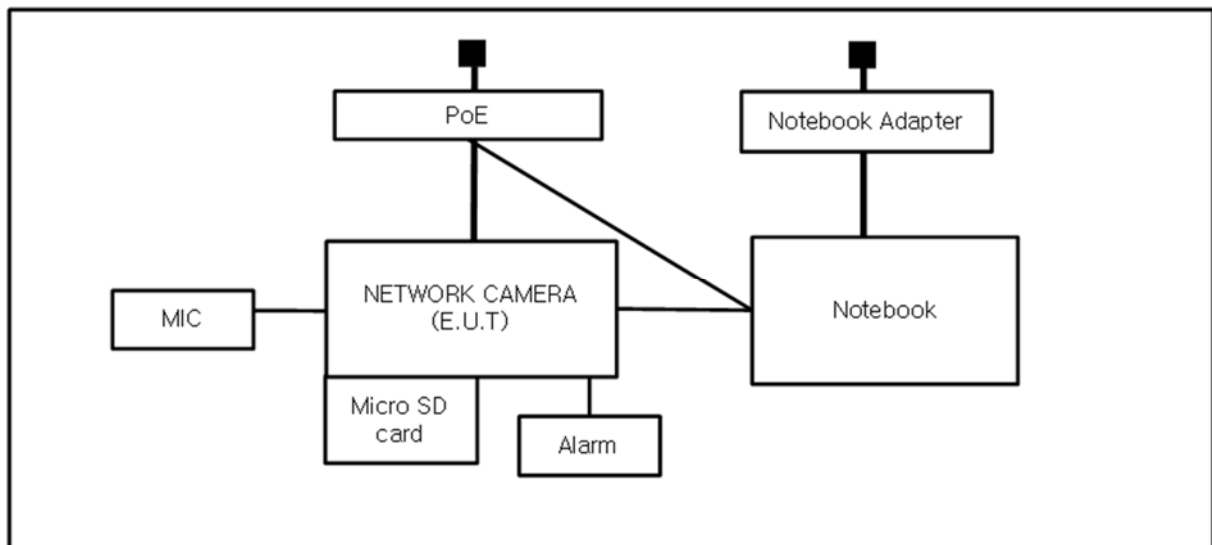 PoE
Notebook Adapter
NETWORK CAMERA
(E.U.T)
Notebook
MIC
Micro SD
card
Alarm